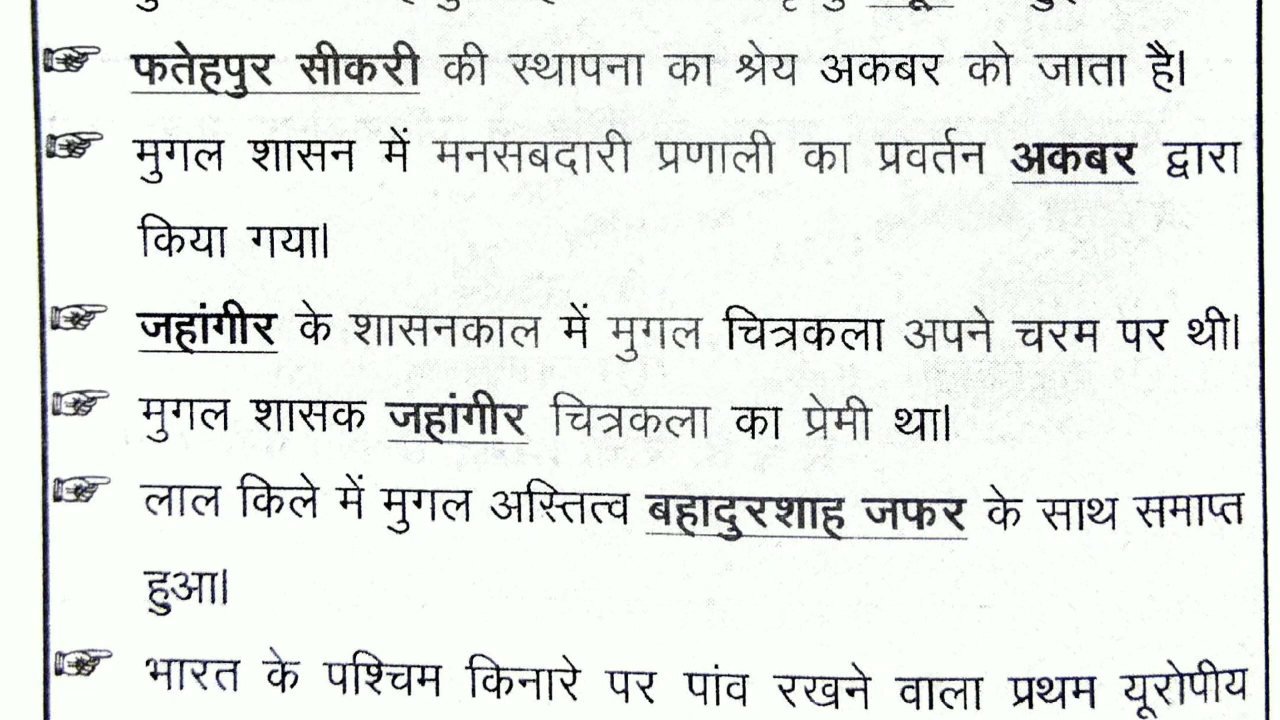 फतेहपुर सीकरी की स्थापना का श्रेय अकबर को जाता है।
मुगल शासन में मनसबदारी प्रणाली का प्रवर्तन अकबर द्वारा
किया गया।
जहांगीर के शासनकाल में मुगल चित्रकला अपने चरम पर थी।
मुगल शासक जहांगीर चित्रकला का प्रेमी था।
लाल किले में मुगल अस्तित्व बहादुरशाह जफर के साथ समाप्त
हुआ।
भारत के पश्चिम किनारे पर पांव रखने वाला प्रथम यूरोपीय